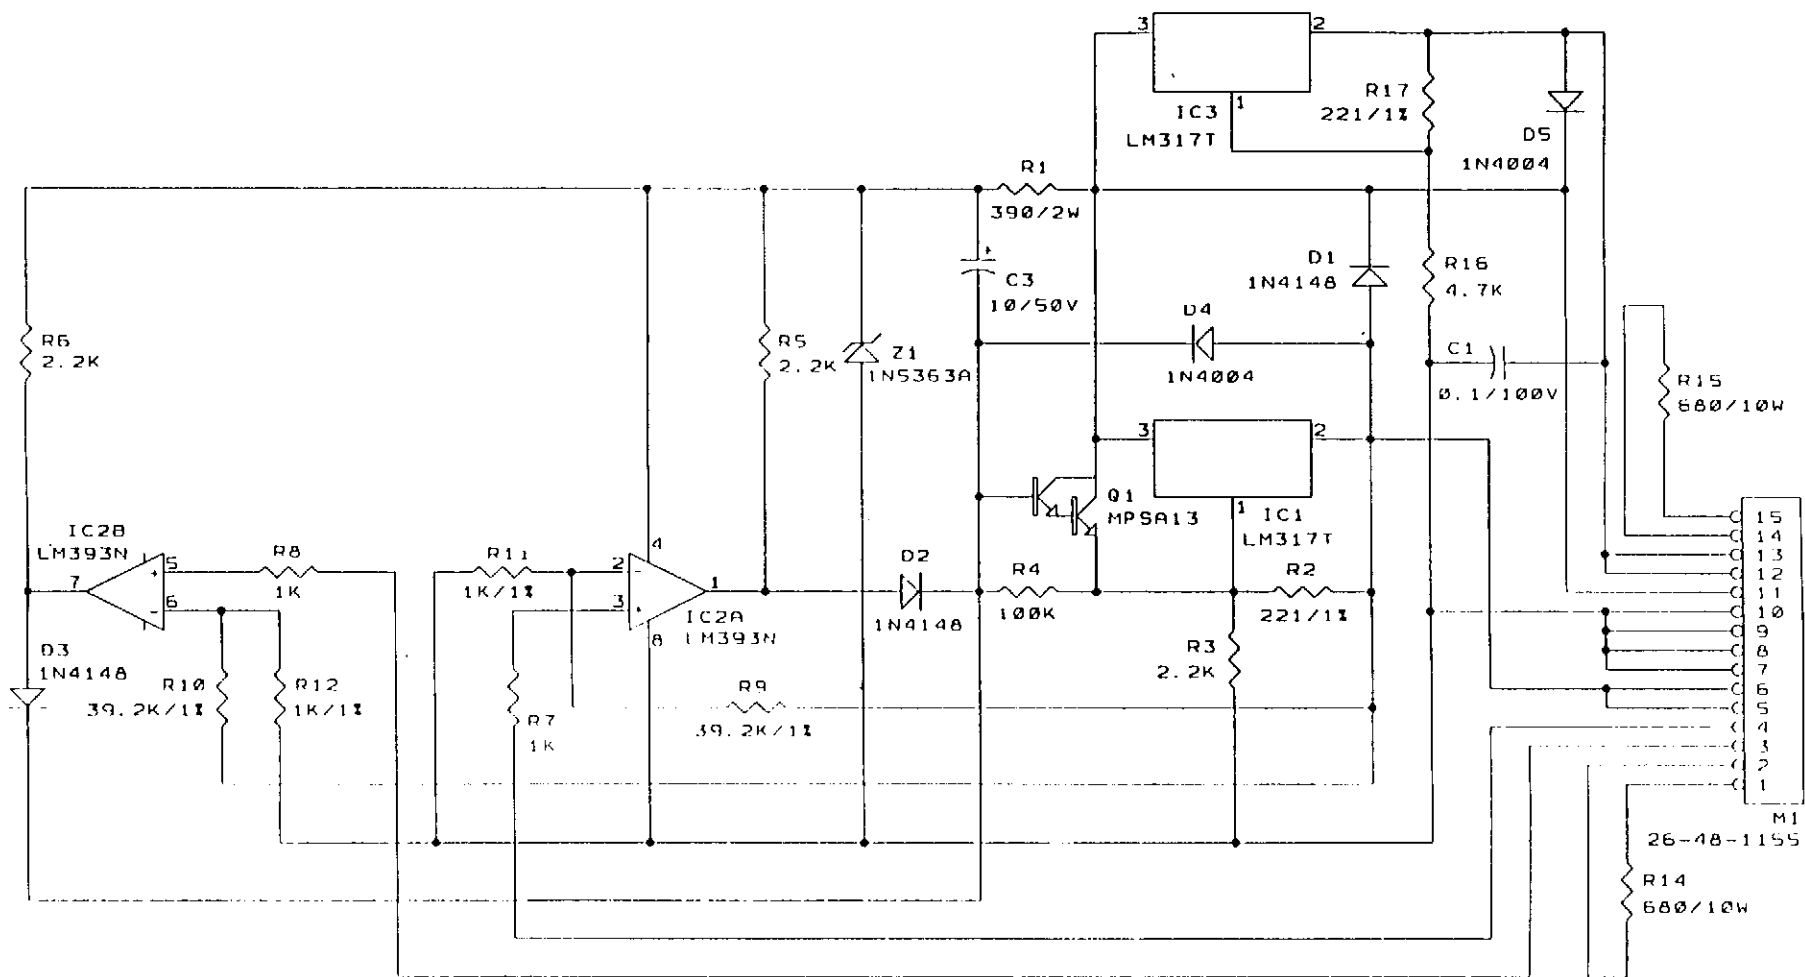 3
2
1
IC3
LM317T
R17
221/1%
D5
1N4004
R1
390/2W
+
C3
10/50V
D1
1N4148
R16
4.7K
D4
1N4004
R6
2.2K
R5
2.2K
Z1
1N5363A
C1
0.1/100V
R15
680/10W
3
2
1
Q1
MPSA13
IC1
LM317T
IC2B
LM393N
5
+
7
6
-
R8
1K
R11
1K/1%
4
2
-
3
+
1
8
IC2A
LM393N
D2
1N4148
R4
100K
R2
221/1%
R3
2.2K
D3
1N4148
R10
39.2K/1%
R12
1K/1%
R7
1K
R9
39.2K/1%
15
14
13
12
11
10
9
8
7
6
5
4
3
2
1
M1
26-48-1155
R14
680/10W